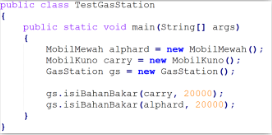 public class TestGasStation
{
    public static void main(String[] args)
    {
        MobilMewah alphard = new MobilMewah();
        MobilKuno carry = new MobilKuno();
        GasStation gs = new GasStation();

        gs.isiBahanBakar(carry, 20000);
        gs.isiBahanBakar(alphard, 20000);
    }
}